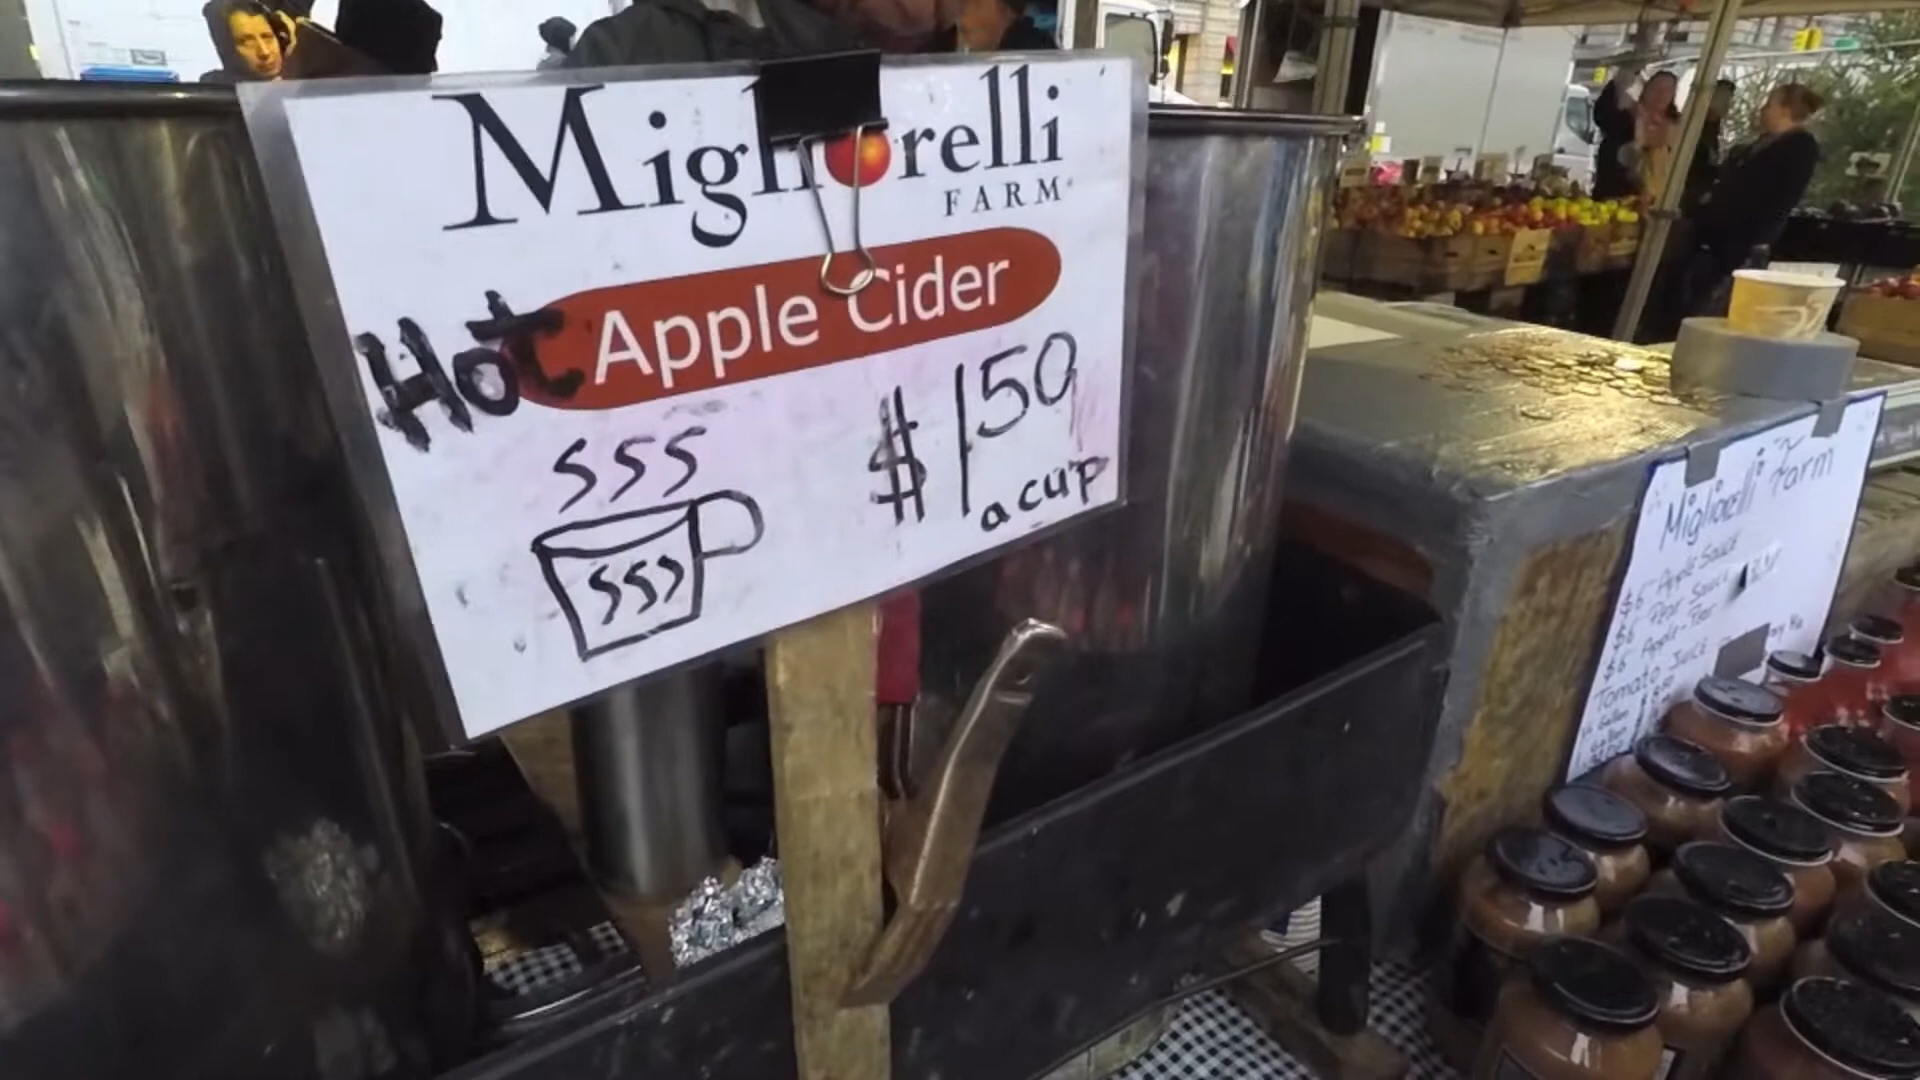 Migliorelli
FARM
Hot Apple Cider
$1.50
a cup
Migliorelli Farm
$6 Apple Sauce
$6 Pear Sauce
$6 Apple-Pear
Tomato Juice